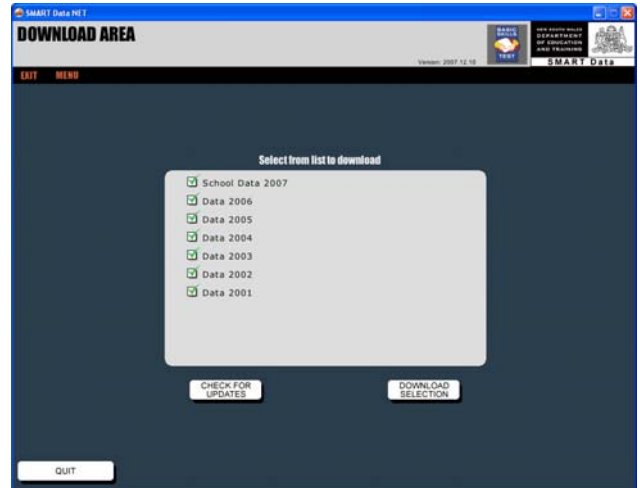 SMART Data NET
DOWNLOAD AREA
BASIC
SKILLS
TEST
NEW SOUTH WALES
DEPARTMENT
OF EDUCATION
AND TRAINING
Version: 2007.12.10
SMART Data
EXIT MENU
Select from list to download
School Data 2007
Data 2006
Data 2005
Data 2004
Data 2003
Data 2002
Data 2001
CHECK FOR
UPDATES
DOWNLOAD
SELECTION
QUIT